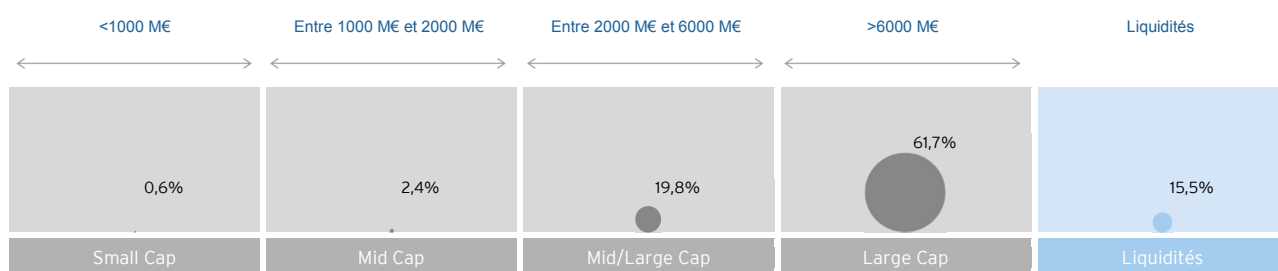 <1000 M€ Entre 1000 M€ et 2000 M€ Entre 2000 M€ et 6000 M€ >6000 M€ Liquidités
61,7%
0,6% 2,4% 19,8% 15,5%
Small Cap Mid Cap Mid/Large Cap Large Cap Liquidités